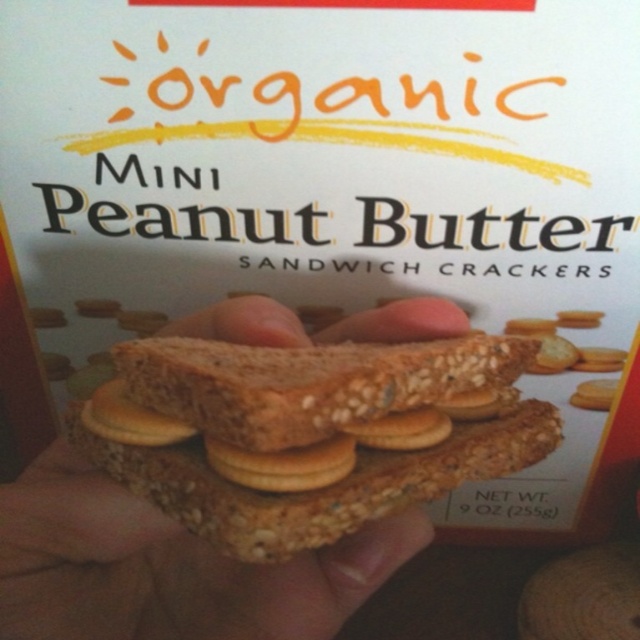 organic
MINI
Peanut Butter
SANDWICH CRACKERS
NET WT.
9 OZ (255g)